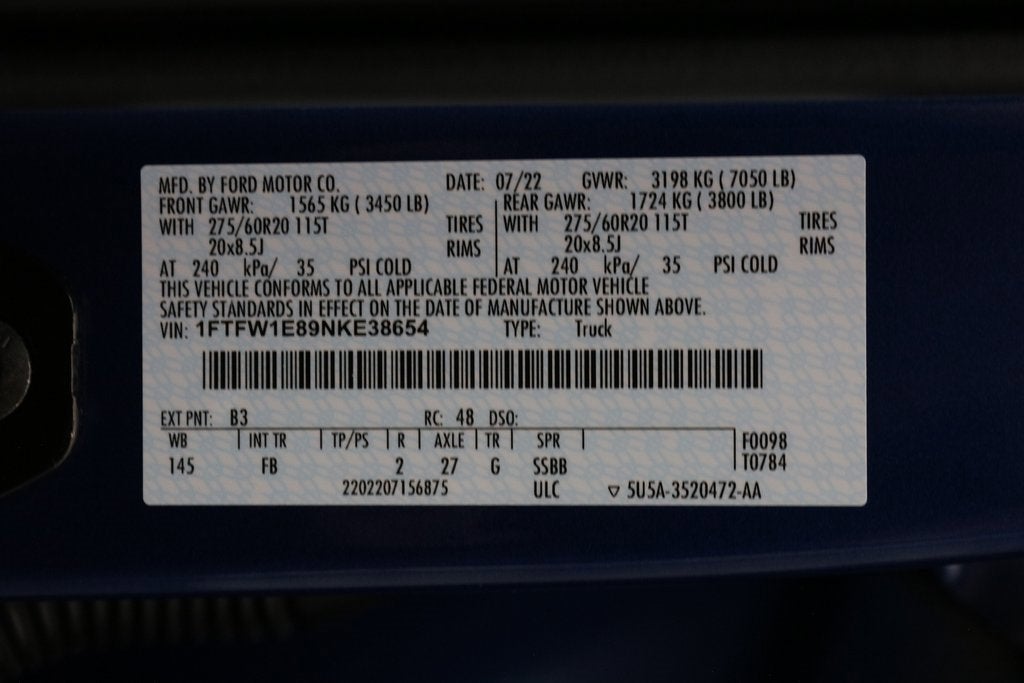 MFD. BY FORD MOTOR CO. DATE: 07/22 GVWR: 3198 KG ( 7050 LB)
FRONT GAWR: 1565 KG ( 3450 LB) REAR GAWR: 1724 KG ( 3800 LB)
WITH 275/60R20 115T TIRES WITH 275/60R20 115T TIRES
20x8.5J RIMS 20x8.5J RIMS
AT 240 kPa/ 35 PSI COLD AT 240 kPa/ 35 PSI COLD
THIS VEHICLE CONFORMS TO ALL APPLICABLE FEDERAL MOTOR VEHICLE
SAFETY STANDARDS IN EFFECT ON THE DATE OF MANUFACTURE SHOWN ABOVE.
VIN: 1FTFW1E89NKE38654 TYPE: Truck
EXT PNT: B3 RC: 48 DSO:
WB INT TR TP/PS R AXLE TR SPR F0098
145 FB 2 27 G SSBB T0784
2202207156875 ULC ▽ 5U5A-3520472-AA